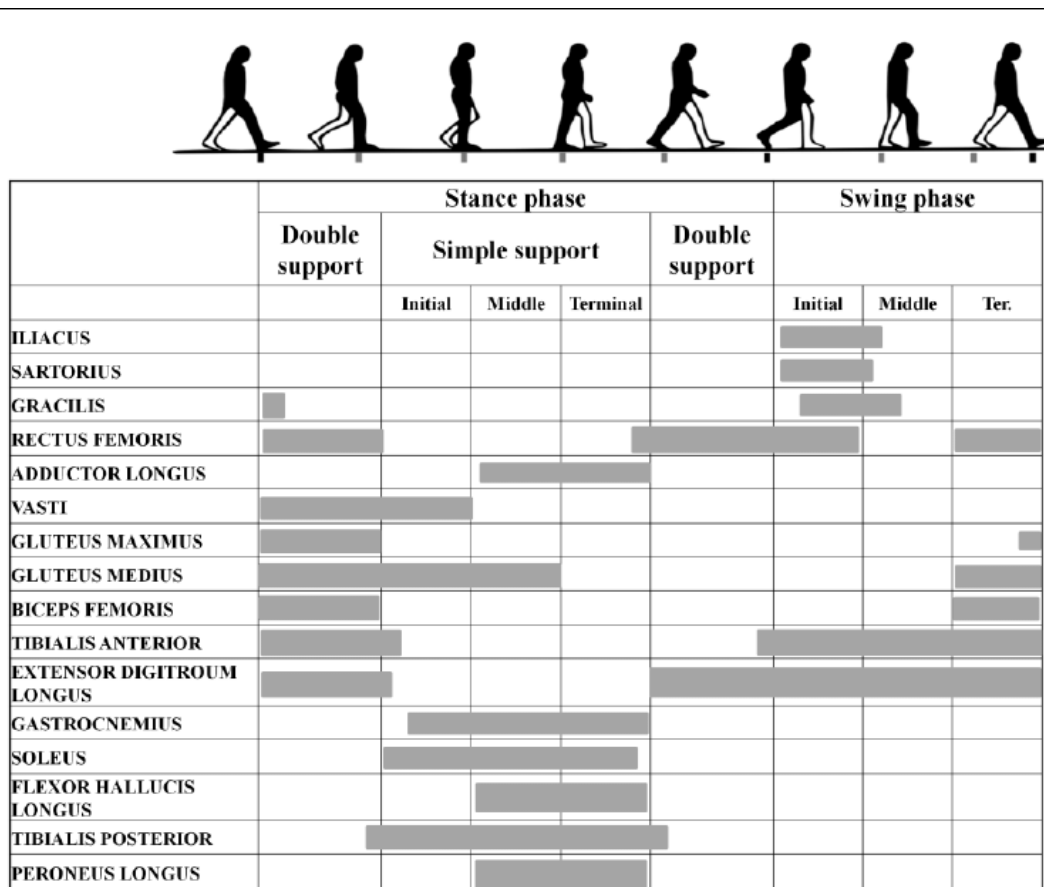 Stance phase Swing phase
Double support Simple support Double support
Initial Middle Terminal Initial Middle Ter.
ILIACUS
SARTORIUS
GRACILIS
RECTUS FEMORIS
ADDUCTOR LONGUS
VASTI
GLUTEUS MAXIMUS
GLUTEUS MEDIUS
BICEPS FEMORIS
TIBIALIS ANTERIOR
EXTENSOR DIGITROUM
LONGUS
GASTROCNEMIUS
SOLEUS
FLEXOR HALLUCIS
LONGUS
TIBIALIS POSTERIOR
PERONEUS LONGUS